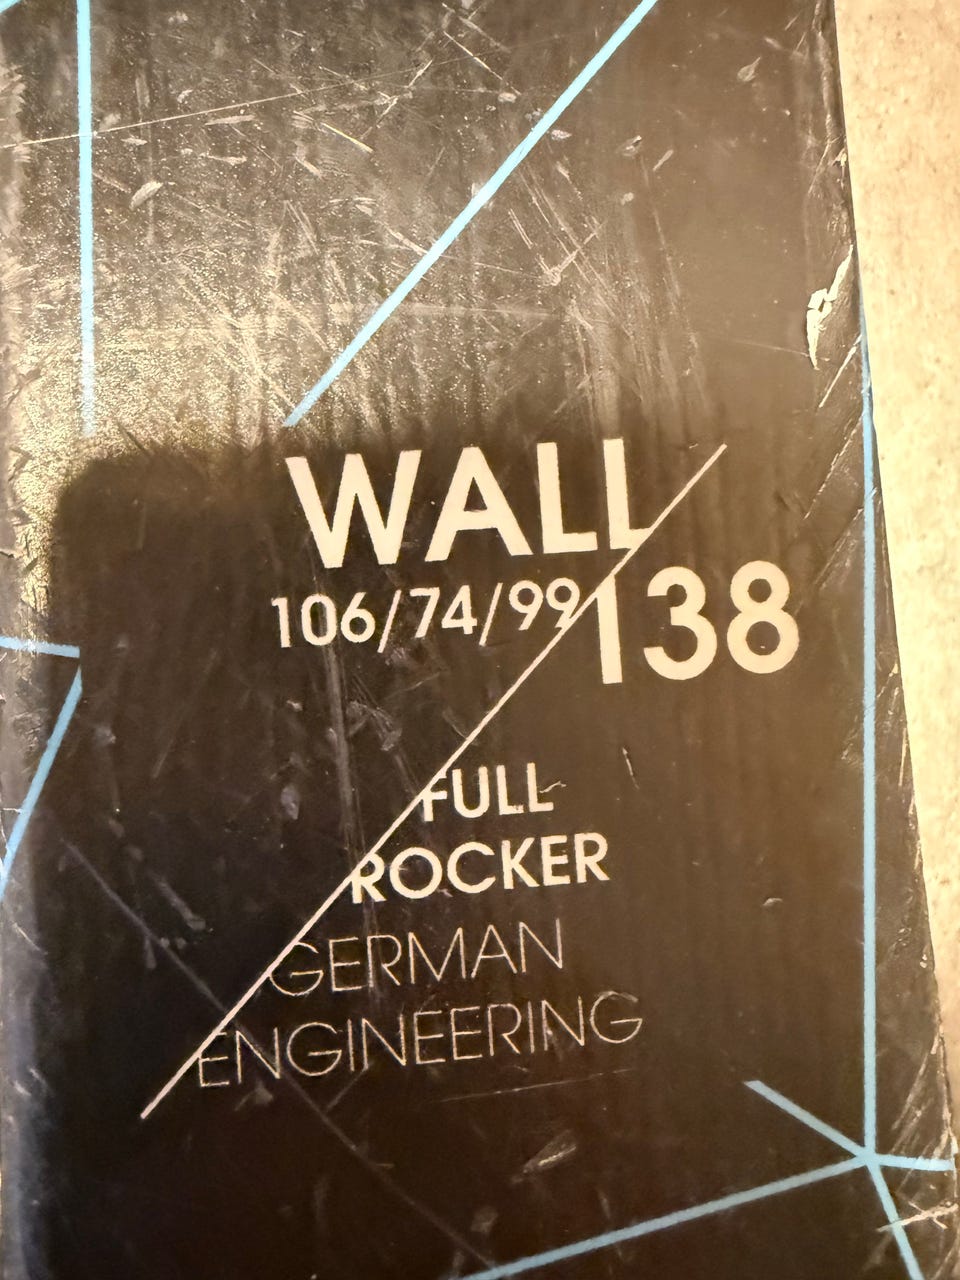 WALL
106/74/99 138
FULL
ROCKER
GERMAN
ENGINEERING